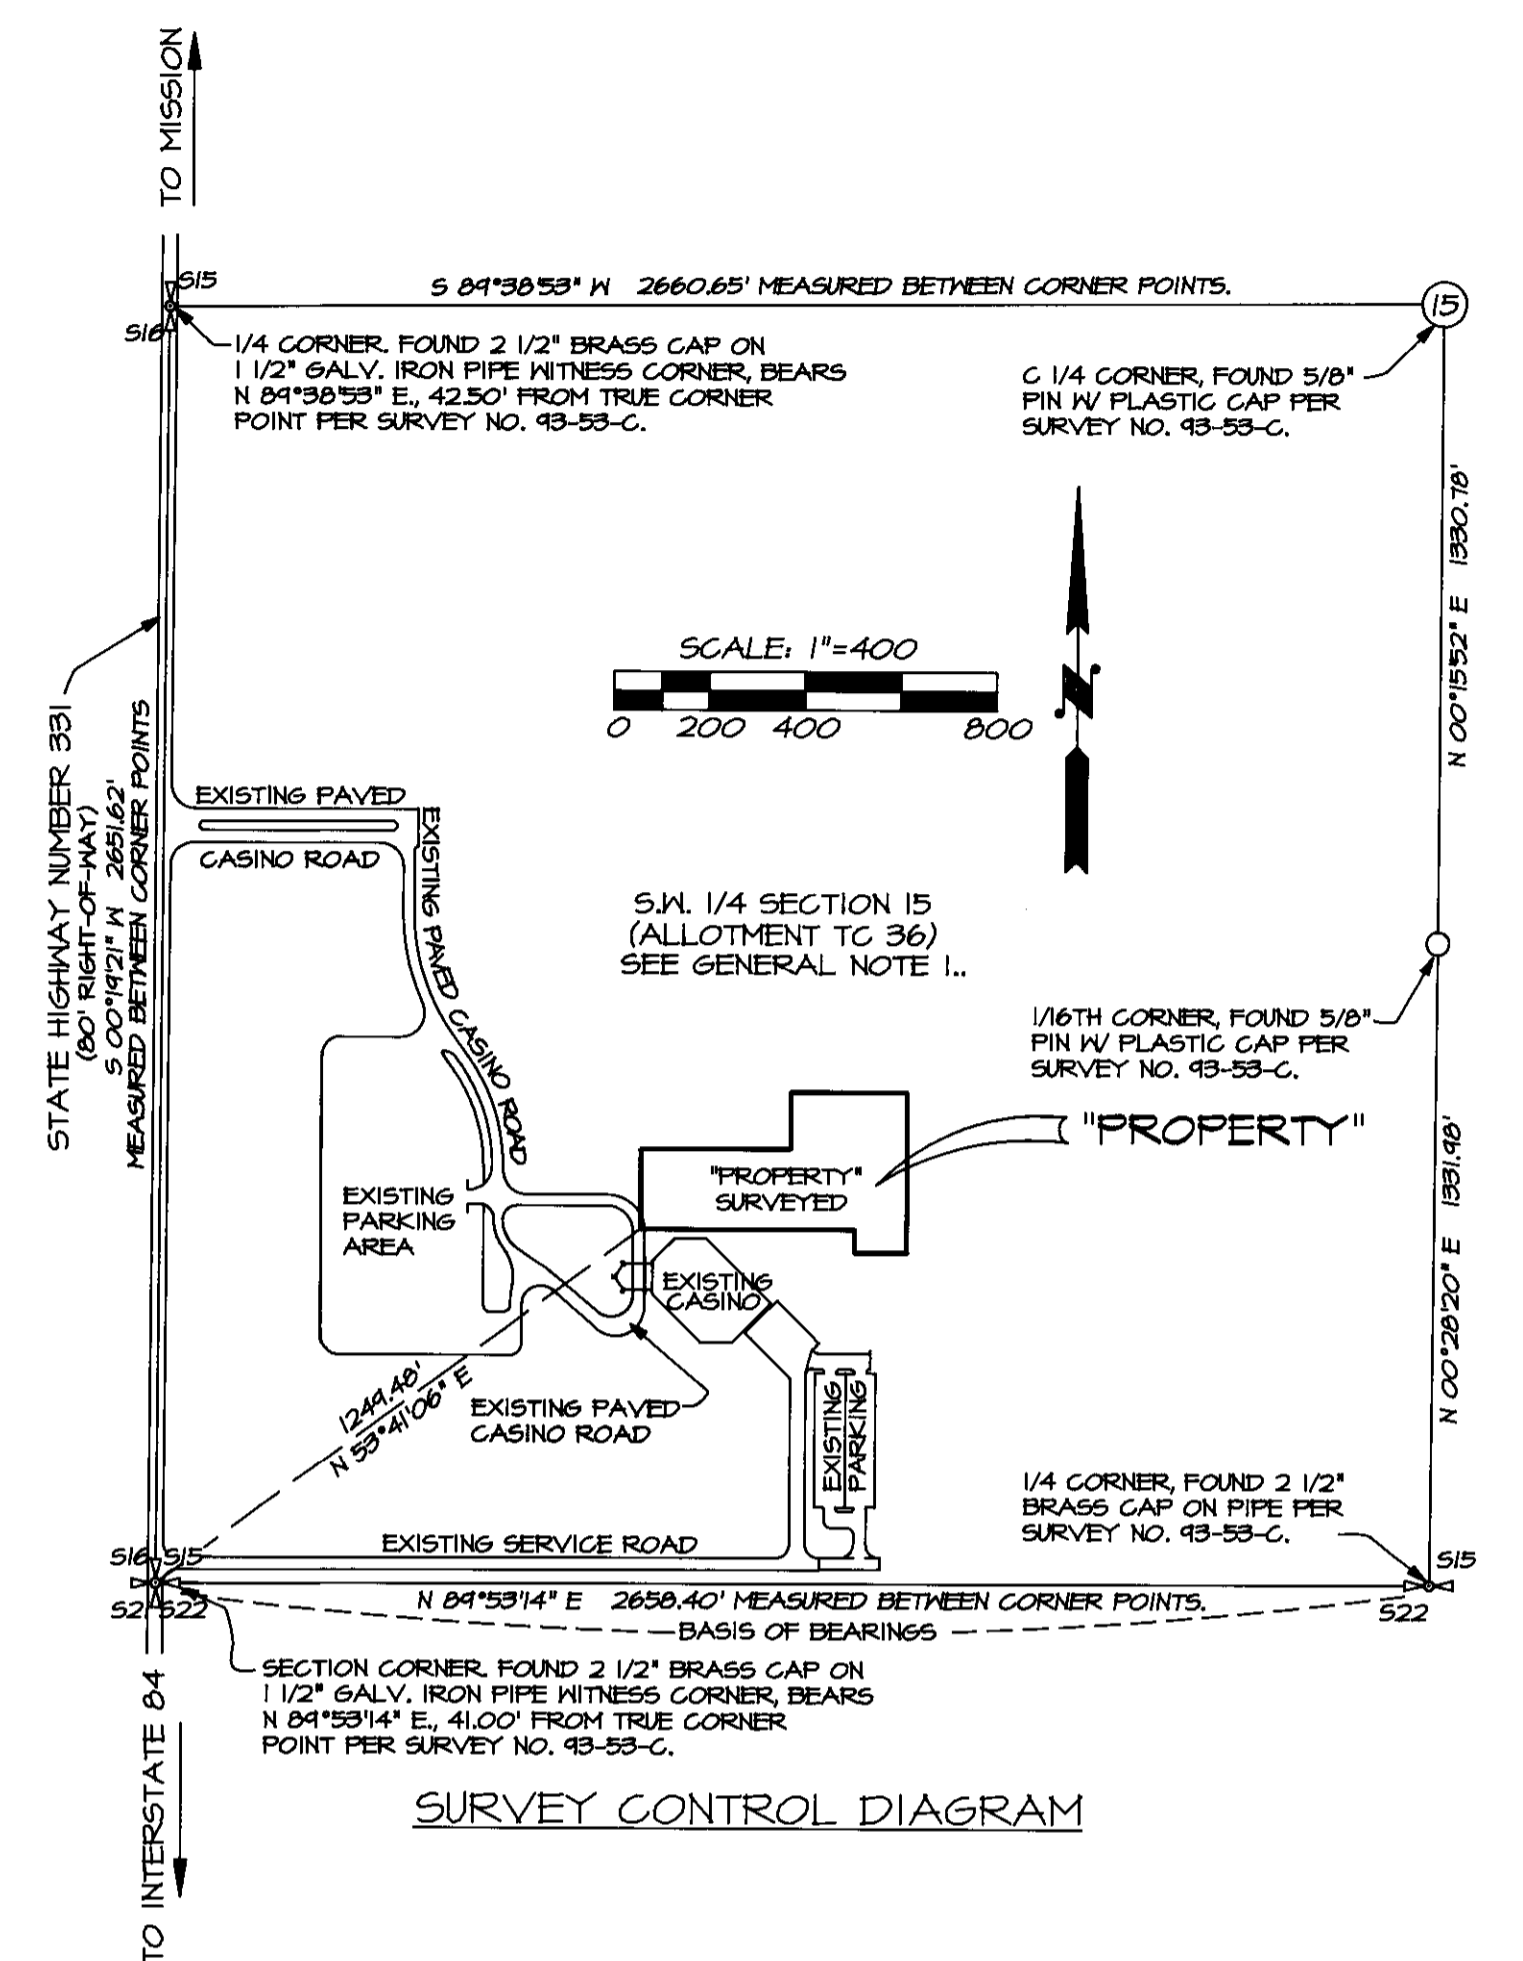 TO MISSION
S15
S 89°38'53" W 2660.65' MEASURED BETWEEN CORNER POINTS.
15
S16
1/4 CORNER. FOUND 2 1/2" BRASS CAP ON
1 1/2" GALV. IRON PIPE WITNESS CORNER, BEARS
N 89°38'53" E., 42.50' FROM TRUE CORNER
POINT PER SURVEY NO. 93-53-C.
C 1/4 CORNER, FOUND 5/8"
PIN W/ PLASTIC CAP PER
SURVEY NO. 93-53-C.
N 00°15'52" E 1330.78'
SCALE: 1"=400
0 200 400 800
N
STATE HIGHWAY NUMBER 331
(80' RIGHT-OF-WAY)
S 00°19'21" W 2651.62'
MEASURED BETWEEN CORNER POINTS
EXISTING PAVED
CASINO ROAD
EXISTING PAVED CASINO ROAD
S.W. 1/4 SECTION 15
(ALLOTMENT TC 36)
SEE GENERAL NOTE 1..
1/16TH CORNER, FOUND 5/8"
PIN W/ PLASTIC CAP PER
SURVEY NO. 93-53-C.
"PROPERTY"
"PROPERTY"
SURVEYED
EXISTING
PARKING
AREA
EXISTING
CASINO
N 00°28'20" E 1331.98'
1249.48'
N 53°41'06" E
EXISTING PAVED
CASINO ROAD
EXISTING
PARKING
1/4 CORNER, FOUND 2 1/2"
BRASS CAP ON PIPE PER
SURVEY NO. 93-53-C.
EXISTING SERVICE ROAD
S16 S15
S15
N 89°53'14" E 2658.40' MEASURED BETWEEN CORNER POINTS.
S21 S22
S22
BASIS OF BEARINGS
SECTION CORNER. FOUND 2 1/2" BRASS CAP ON
1 1/2" GALV. IRON PIPE WITNESS CORNER, BEARS
N 89°53'14" E., 41.00' FROM TRUE CORNER
POINT PER SURVEY NO. 93-53-C.
TO INTERSTATE 84
SURVEY CONTROL DIAGRAM